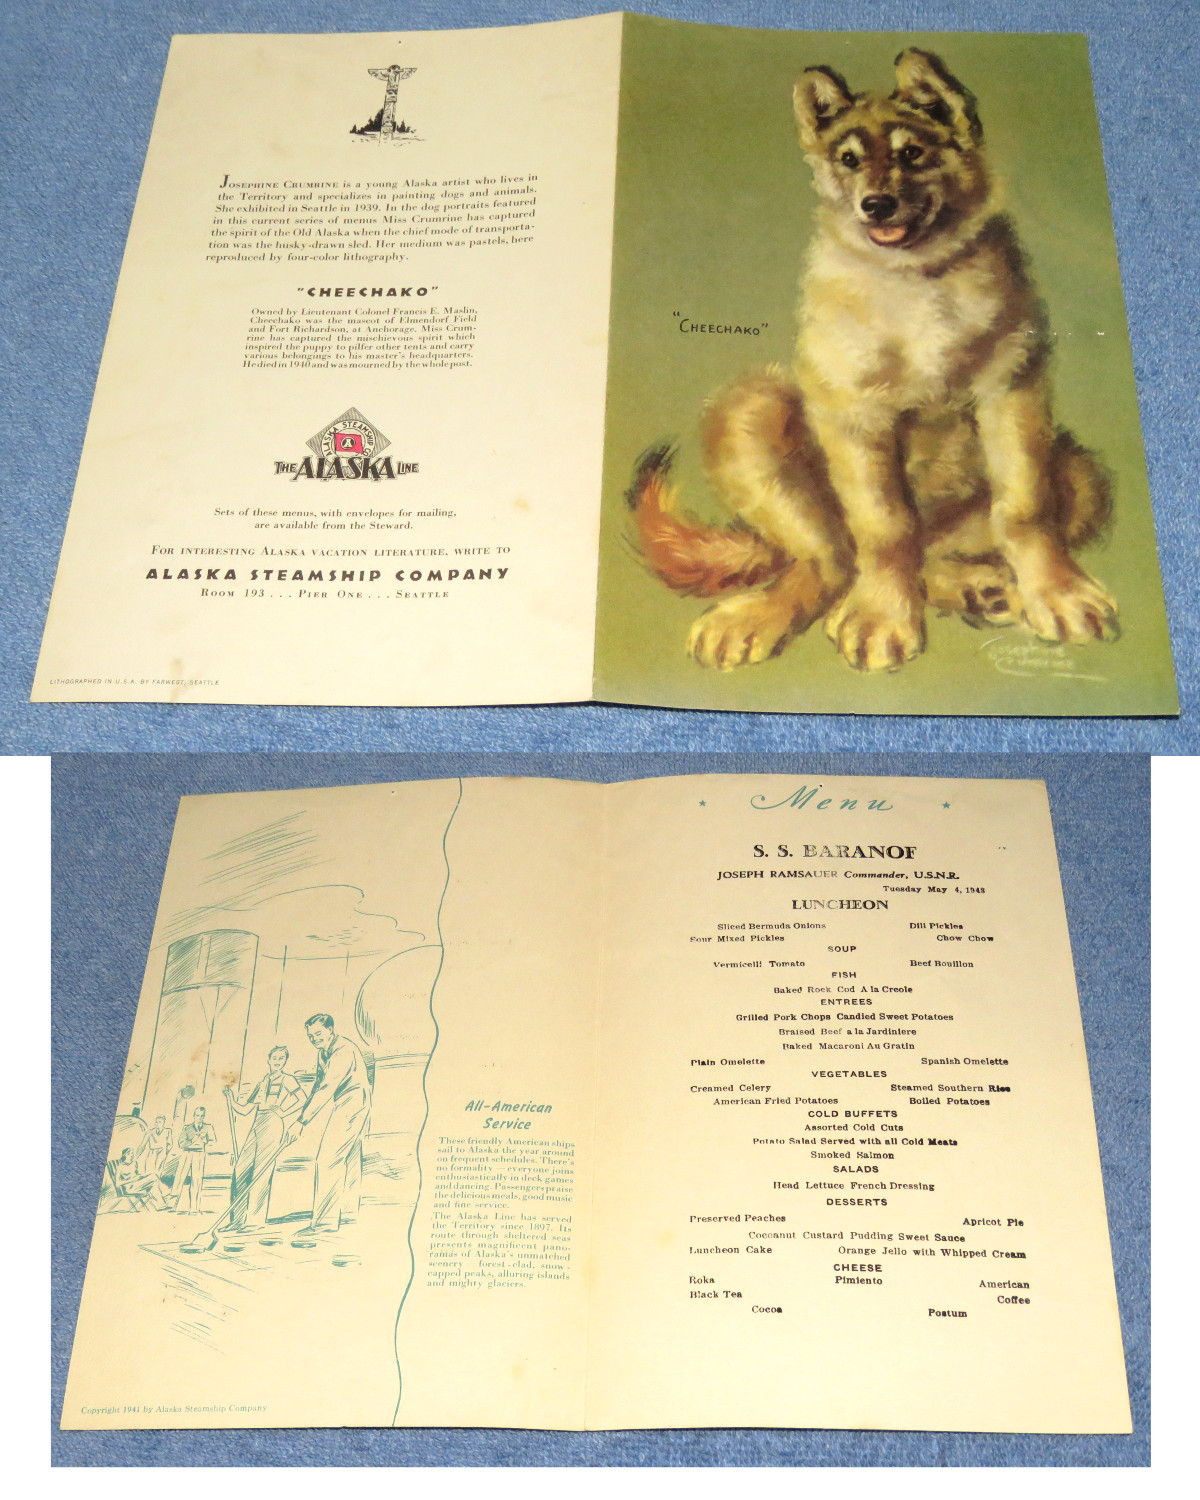 JOSEPHINE CRUMRINE is a young Alaska artist who lives in
the Territory and specializes in painting dogs and animals.
She exhibited in Seattle in 1939. In the dog portraits featured
in this current series of menus Miss Crumrine has captured
the spirit of the Old Alaska when the chief mode of transporta-
tion was the husky-drawn sled. Her medium was pastels, here
reproduced by four-color lithography.
"CHEECHAKO"
Owned by Lieutenant Colonel Francis E. Maslin,
Cheechako was the mascot of Elmendorf Field
and Fort Richardson, at Anchorage. Miss Crum-
rine has captured the mischievous spirit which
inspired the puppy to pilfer other tents and carry
various belongings to his master's headquarters.
He died in 1940 and was mourned by the whole post.
ALASKA STEAMSHIP CO
A
THE ALASKA LINE
Sets of these menus, with envelopes for mailing,
are available from the Steward.
FOR INTERESTING ALASKA VACATION LITERATURE, WRITE TO
ALASKA STEAMSHIP COMPANY
ROOM 193 . . . PIER ONE . . . SEATTLE
LITHOGRAPHED IN U.S.A. BY FARWEST, SEATTLE
"CHEECHAKO"
JOSEPHINE
CRUMRINE
All-American
Service
These friendly American ships
sail to Alaska the year around
on frequent schedules. There's
no formality — everyone joins
enthusiastically in deck games
and dancing. Passengers praise
the delicious meals, good music
and fine service.
The Alaska Line has served
the Territory since 1897. Its
route through sheltered seas
presents magnificent pano-
ramas of Alaska's unmatched
scenery forest-clad, snow-
capped peaks, alluring islands
and mighty glaciers.
Copyright 1941 by Alaska Steamship Company
Menu
S. S. BARANOF
JOSEPH RAMSAUER Commander, U.S.N.R.
Tuesday May 4, 1943
LUNCHEON
Sliced Bermuda Onions Dill Pickles
Sour Mixed Pickles Chow Chow
SOUP
Vermicelli Tomato Beef Bouillon
FISH
Baked Rock Cod A la Creole
ENTREES
Grilled Pork Chops Candied Sweet Potatoes
Braised Beef a la Jardiniere
Baked Macaroni Au Gratin
Plain Omelette Spanish Omelette
VEGETABLES
Creamed Celery Steamed Southern Rice
American Fried Potatoes Boiled Potatoes
COLD BUFFETS
Assorted Cold Cuts
Potato Salad Served with all Cold Meats
Smoked Salmon
SALADS
Head Lettuce French Dressing
DESSERTS
Preserved Peaches Apricot Pie
Cocoanut Custard Pudding Sweet Sauce
Luncheon Cake Orange Jello with Whipped Cream
CHEESE
Roka Pimiento American
Black Tea Coffee
Cocoa Postum